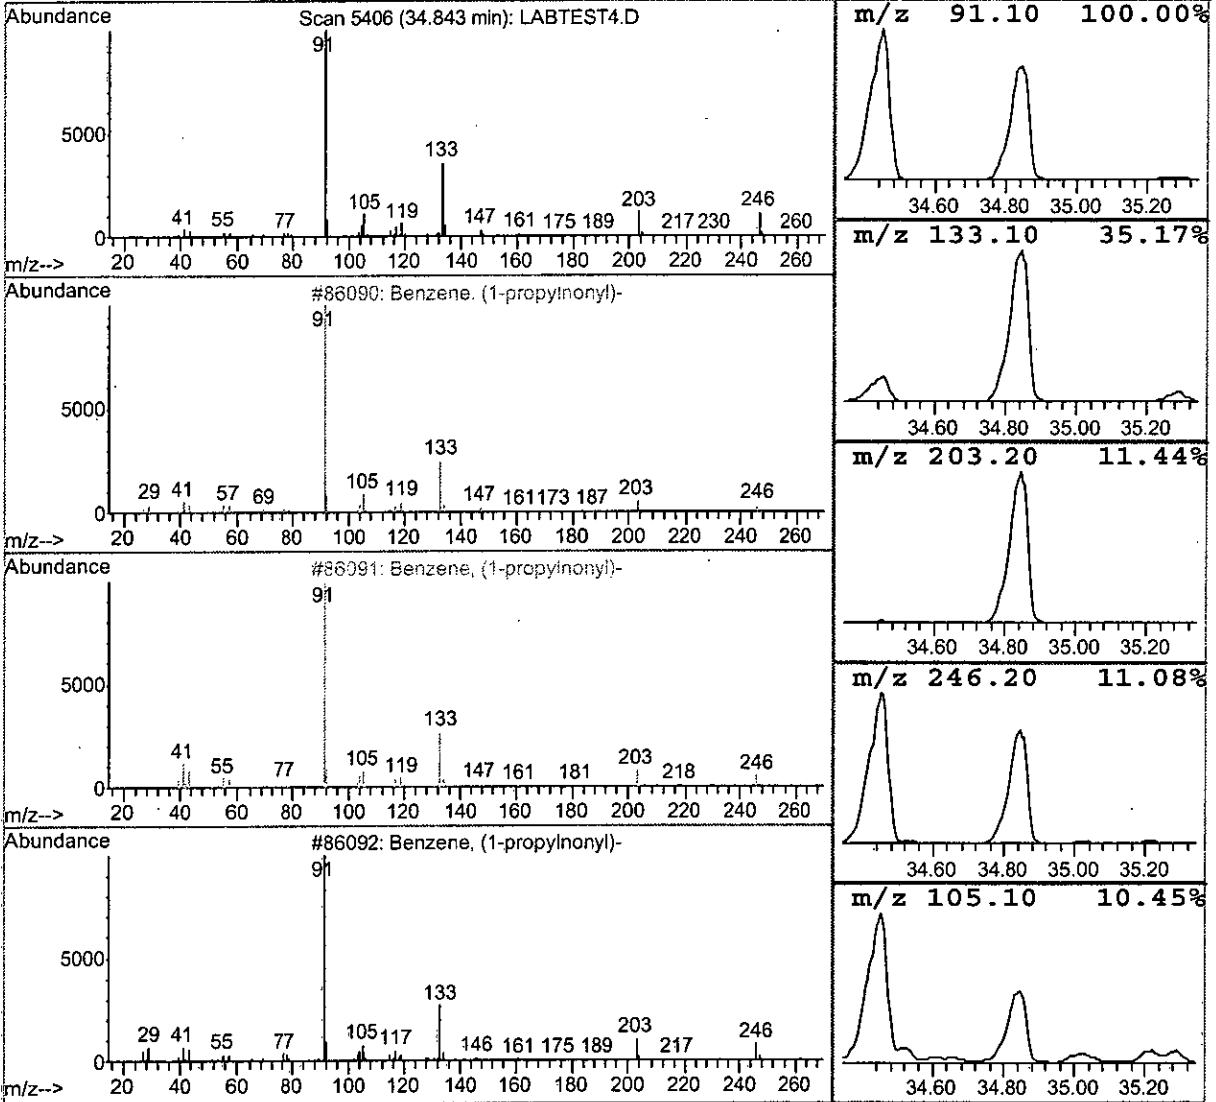 Abundance Scan 5406 (34.843 min): LABTEST4.D
91
5000
133
41 55 77 105 119 147 161 175 189 203 217 230 246 260
0
20 40 60 80 100 120 140 160 180 200 220 240 260
m/z-->
Abundance #86090: Benzene, (1-propylnonyl)-
91
5000
133
29 41 57 69 105 119 147 161 173 187 203 246
0
20 40 60 80 100 120 140 160 180 200 220 240 260
m/z-->
Abundance #86091: Benzene, (1-propylnonyl)-
91
5000
133
41 55 77 105 119 147 161 181 203 218 246
0
20 40 60 80 100 120 140 160 180 200 220 240 260
m/z-->
Abundance #86092: Benzene, (1-propylnonyl)-
91
5000
133
29 41 55 77 105 117 146 161 175 189 203 217 246
0
20 40 60 80 100 120 140 160 180 200 220 240 260
m/z-->
m/z 91.10 100.00%
34.60 34.80 35.00 35.20
m/z 133.10 35.17%
34.60 34.80 35.00 35.20
m/z 203.20 11.44%
34.60 34.80 35.00 35.20
m/z 246.20 11.08%
34.60 34.80 35.00 35.20
m/z 105.10 10.45%
34.60 34.80 35.00 35.20